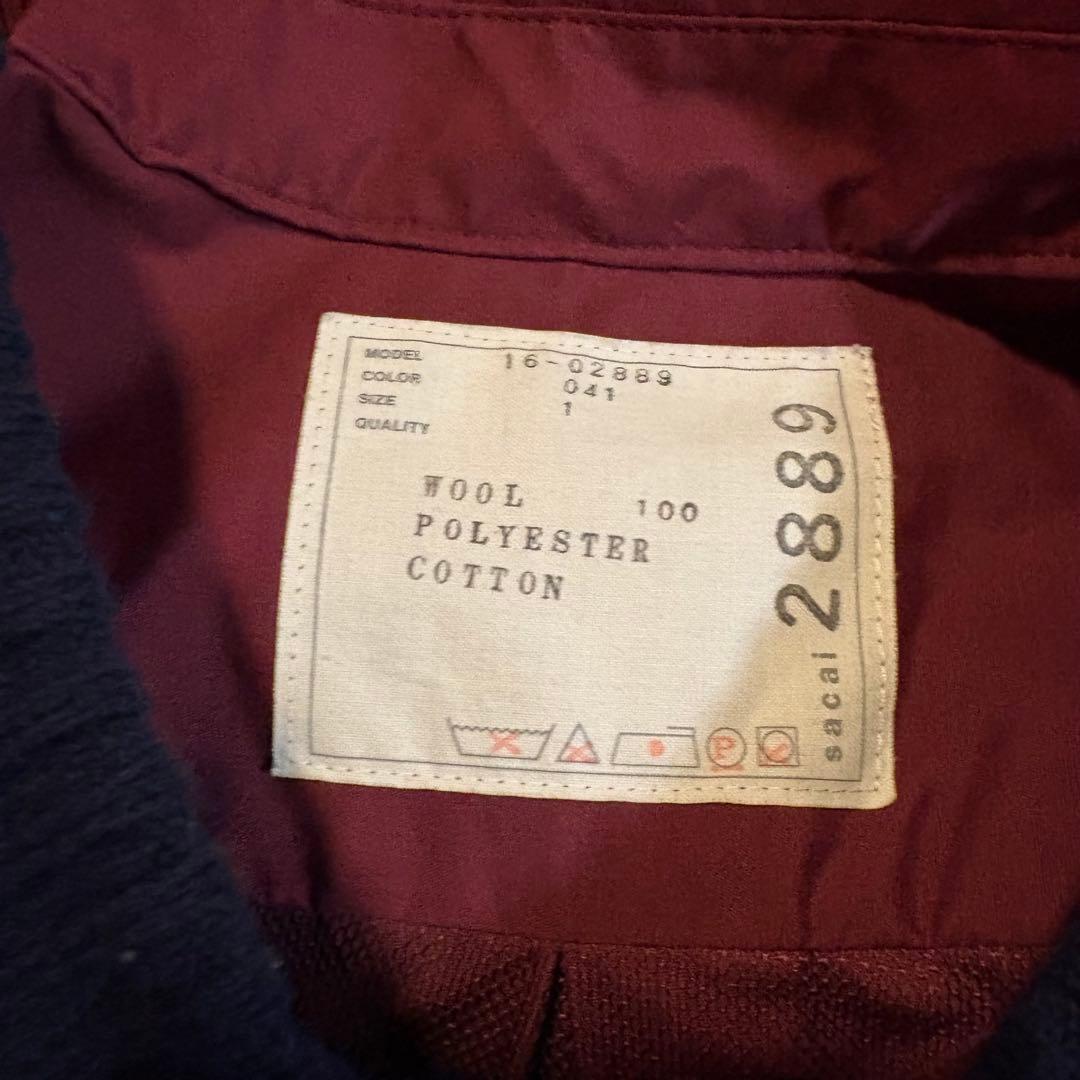 MODEL 16-02889
COLOR 041
SIZE 1
QUALITY
WOOL 100
POLYESTER
COTTON
P
sacai 2889